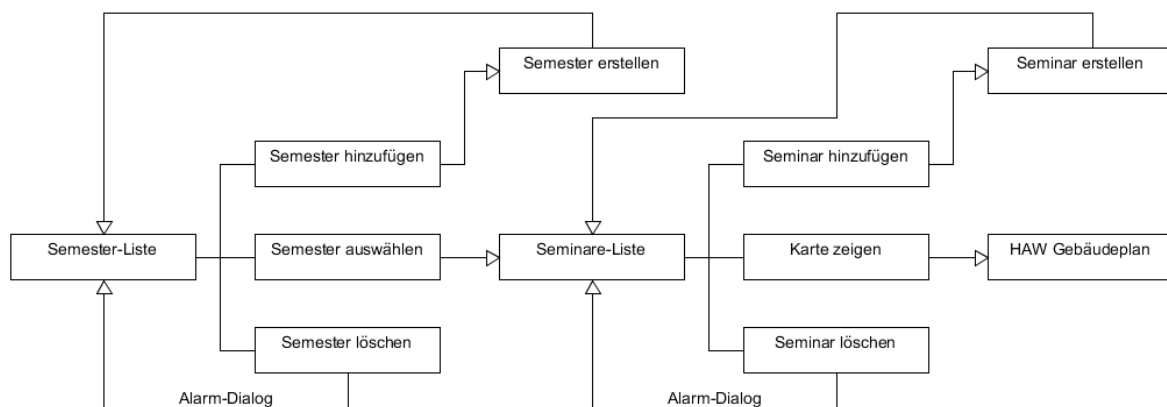 Semester erstellen
Seminar erstellen
Semester hinzufügen
Seminar hinzufügen
Semester-Liste
Semester auswählen
Seminare-Liste
Karte zeigen
HAW Gebäudeplan
Semester löschen
Seminar löschen
Alarm-Dialog
Alarm-Dialog